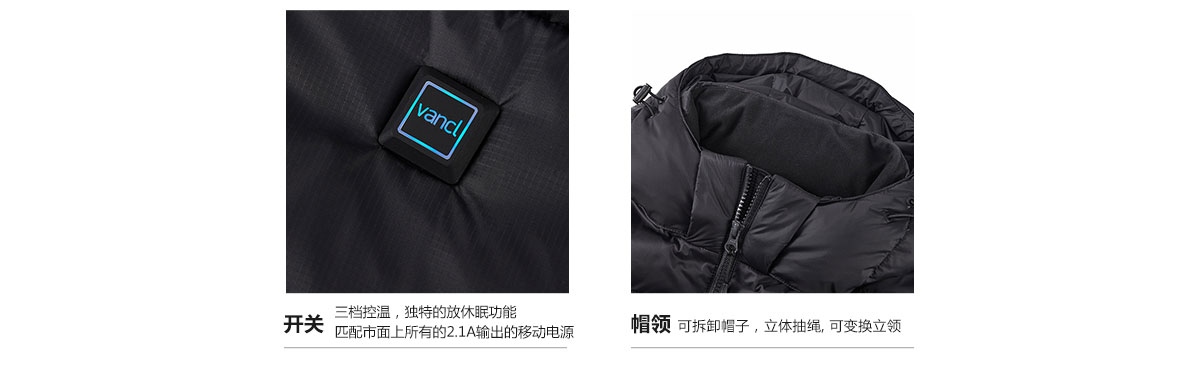 vancl
开关
三档控温，独特的放休眠功能
匹配市面上所有的2.1A输出的移动电源
帽领
可拆卸帽子，立体抽绳, 可变换立领